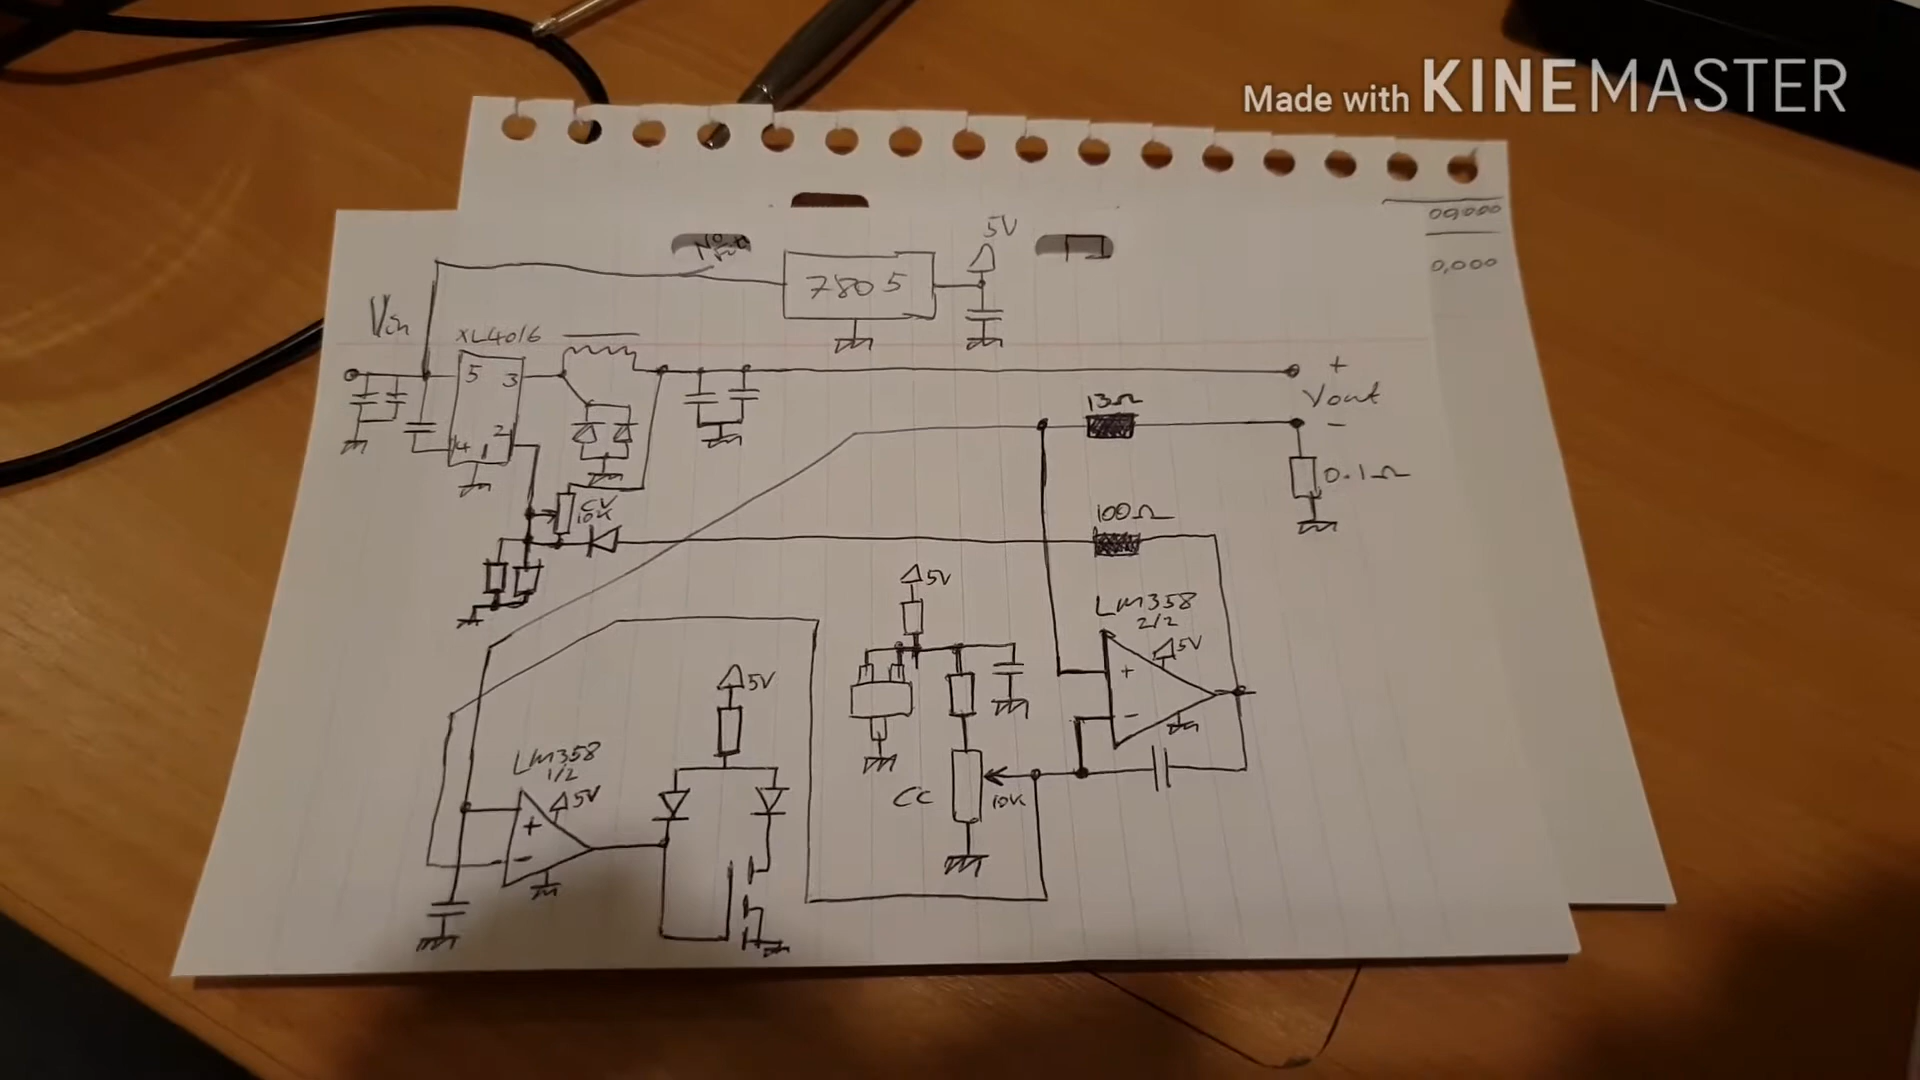 Made with KINEMASTER
5V
7805
Vin
XL4016
5 3
4 1 2
+
Vout
-
13Ω
0.1Ω
CV
10K
100Ω
5V
LM358
2/2
5V
+
-
5V
LM358
1/2
5V
+
-
CC
10K